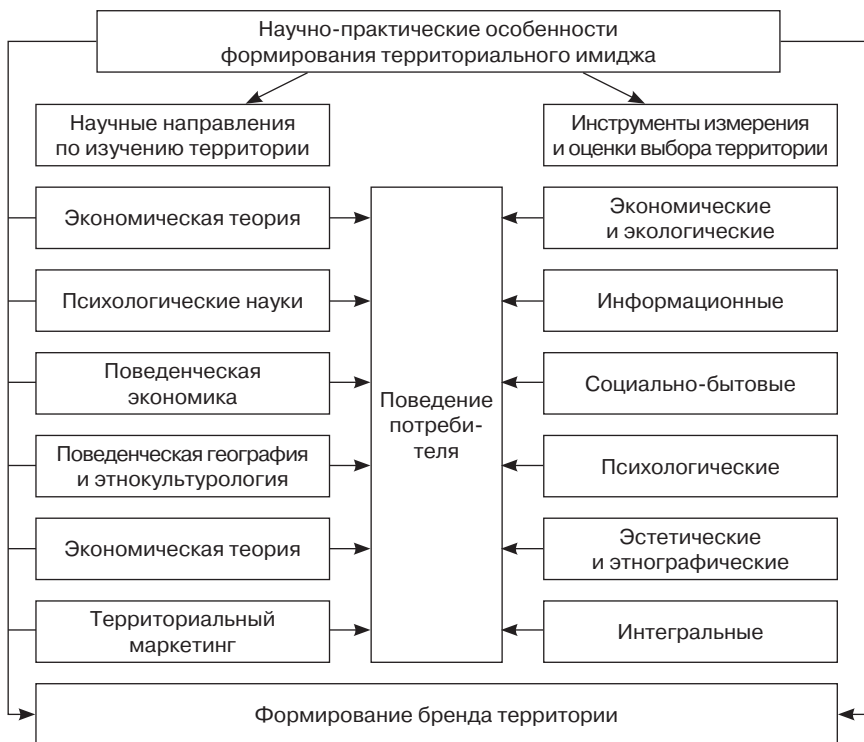 Научно-практические особенности
формирования территориального имиджа
Научные направления
по изучению территории
Инструменты измерения
и оценки выбора территории
Экономическая теория
Экономические
и экологические
Психологические науки
Информационные
Поведенческая
экономика
Социально-бытовые
Поведение
потреби-
теля
Поведенческая география
и этнокультурология
Психологические
Экономическая теория
Эстетические
и этнографические
Территориальный
маркетинг
Интегральные
Формирование бренда территории